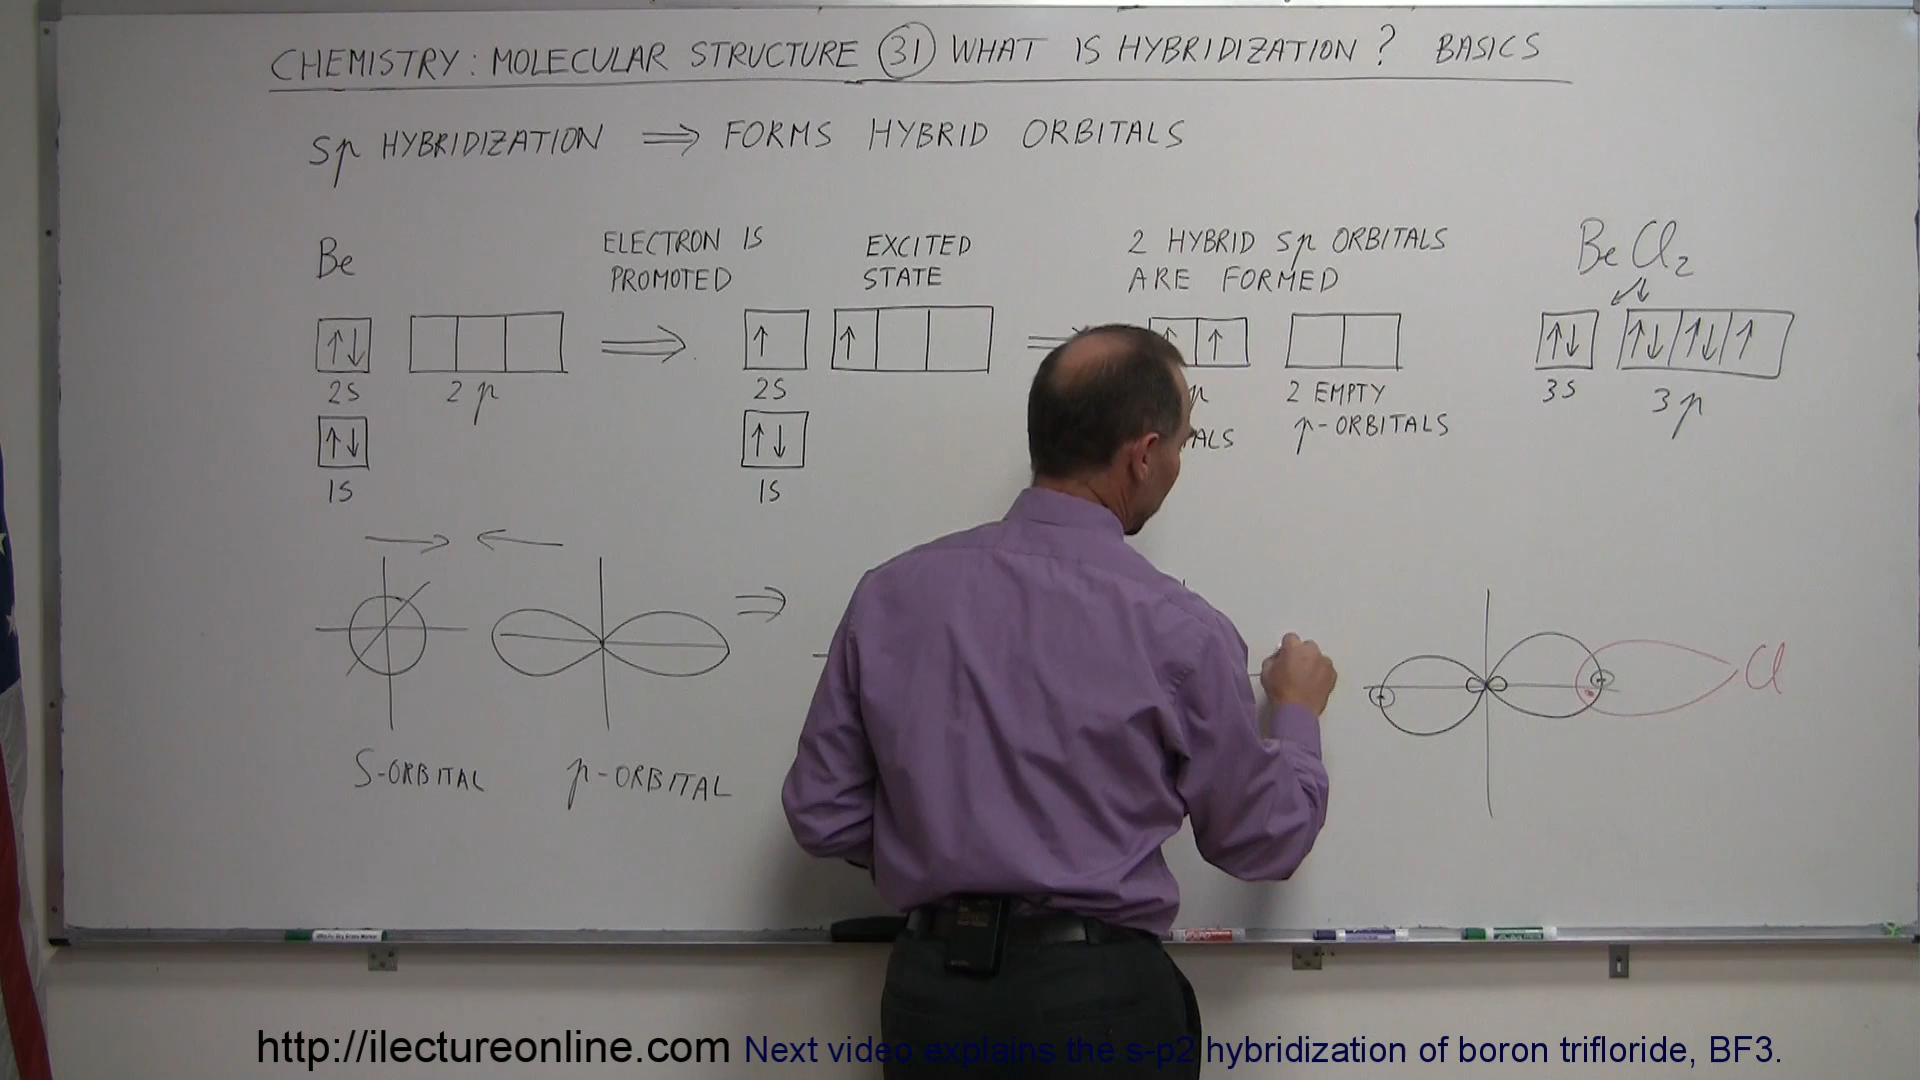 CHEMISTRY: MOLECULAR STRUCTURE 31 WHAT IS HYBRIDIZATION? BASICS
sp HYBRIDIZATION ⇒ FORMS HYBRID ORBITALS
Be
ELECTRON IS
PROMOTED
EXCITED
STATE
2 HYBRID sp ORBITALS
ARE FORMED
BeCl2
↑↓
⇒
↑
↑
⇒
↑ ↑
↑↓
↑↓ ↑↓ ↑
2S
2p
2S
p
2 EMPTY
p-ORBITALS
3S
3p
ALS
↑↓
↑↓
1S
1S
→ ←
⇒
Cl
S-ORBITAL
p-ORBITAL
http://ilectureonline.com Next video explains the s-p2 hybridization of boron trifloride, BF3.